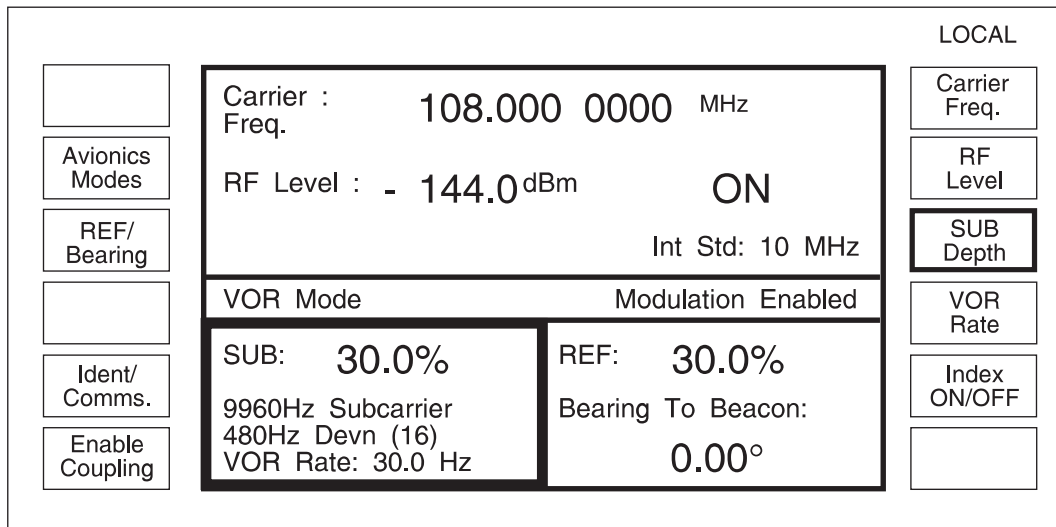 LOCAL
Avionics
Modes
REF/
Bearing
Ident/
Comms.
Enable
Coupling
Carrier :
Freq.
108.000 0000 MHz
RF Level : - 144.0 dBm ON
Int Std: 10 MHz
VOR Mode Modulation Enabled
SUB: 30.0%
9960Hz Subcarrier
480Hz Devn (16)
VOR Rate: 30.0 Hz
REF: 30.0%
Bearing To Beacon:
0.00°
Carrier
Freq.
RF
Level
SUB
Depth
VOR
Rate
Index
ON/OFF